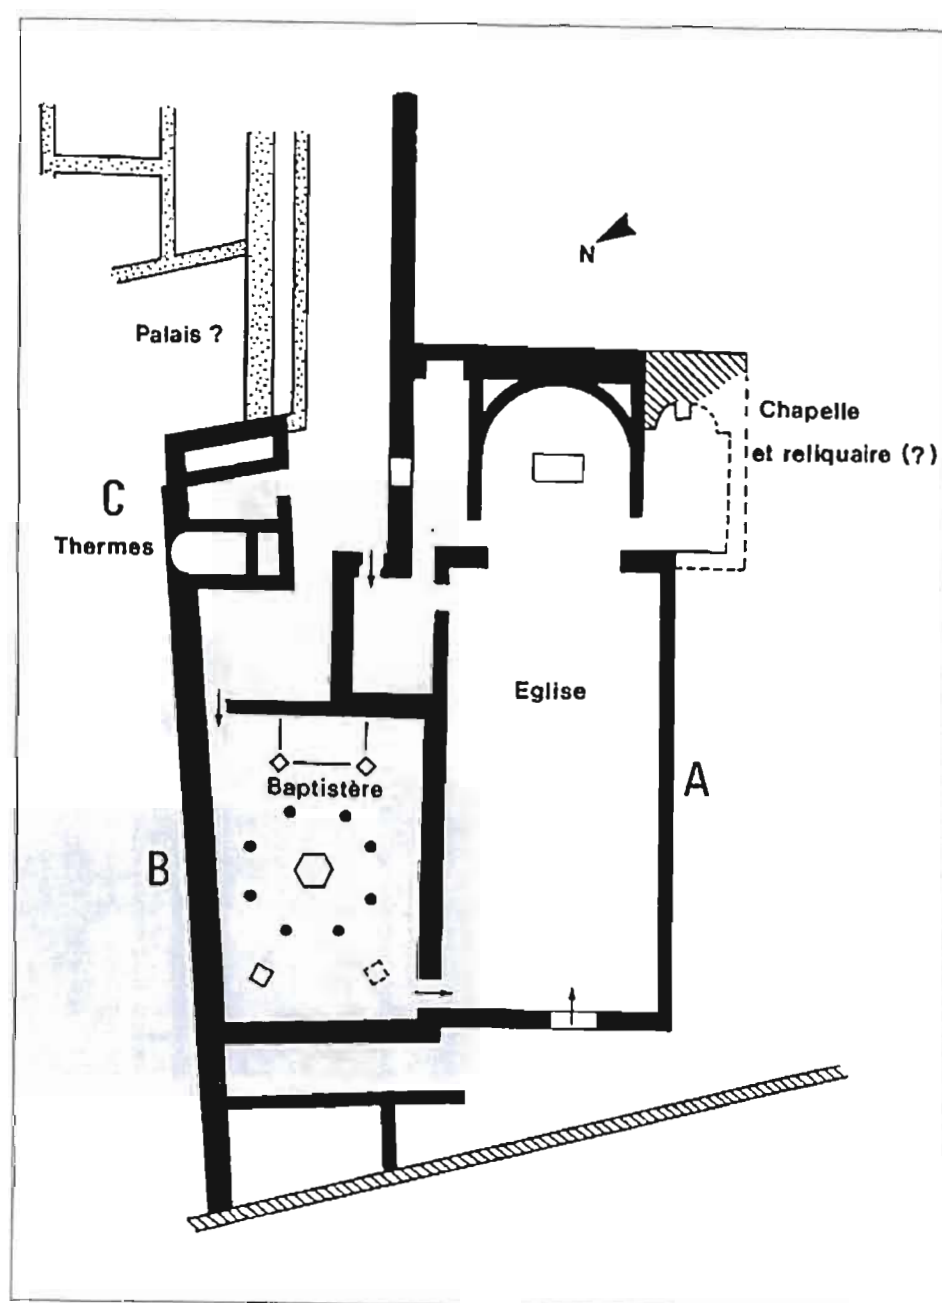 N
Palais ?
Chapelle
et reliquaire (?)
C
Thermes
Eglise
A
Baptistère
B